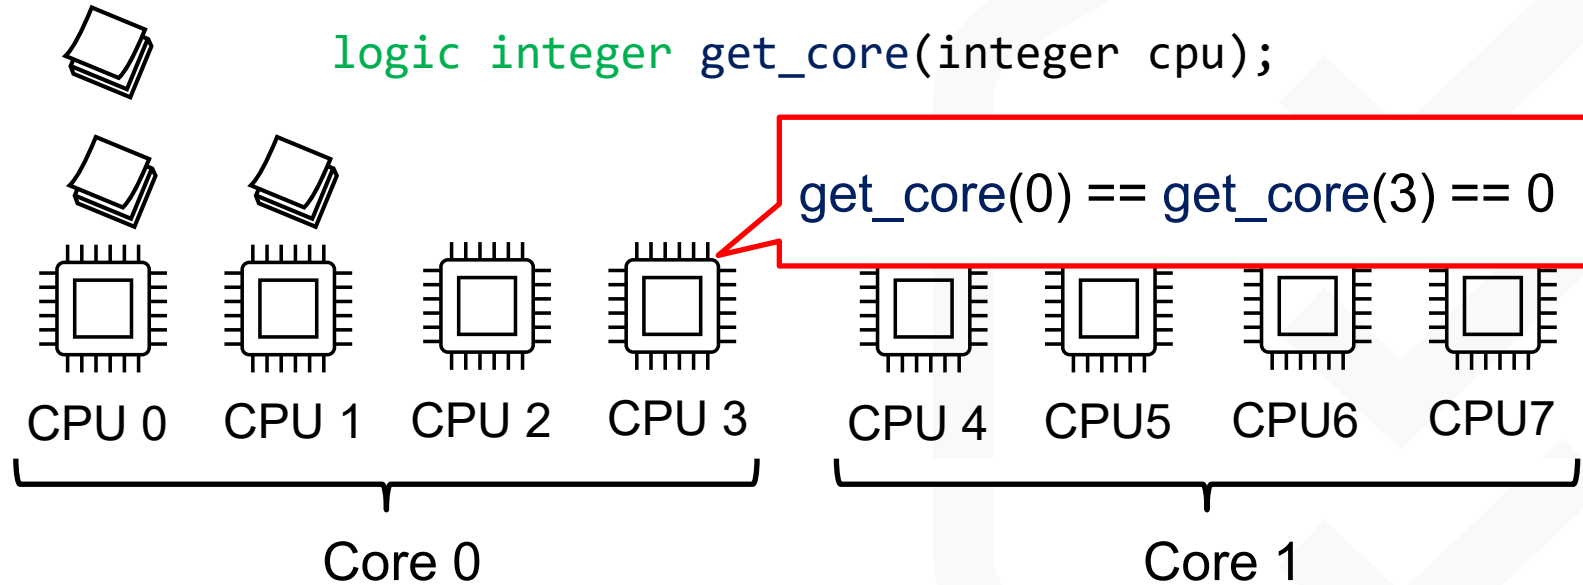 logic integer get_core(integer cpu);
get_core(0) == get_core(3) == 0
CPU 0 CPU 1 CPU 2 CPU 3 CPU 4 CPU5 CPU6 CPU7
Core 0 Core 1